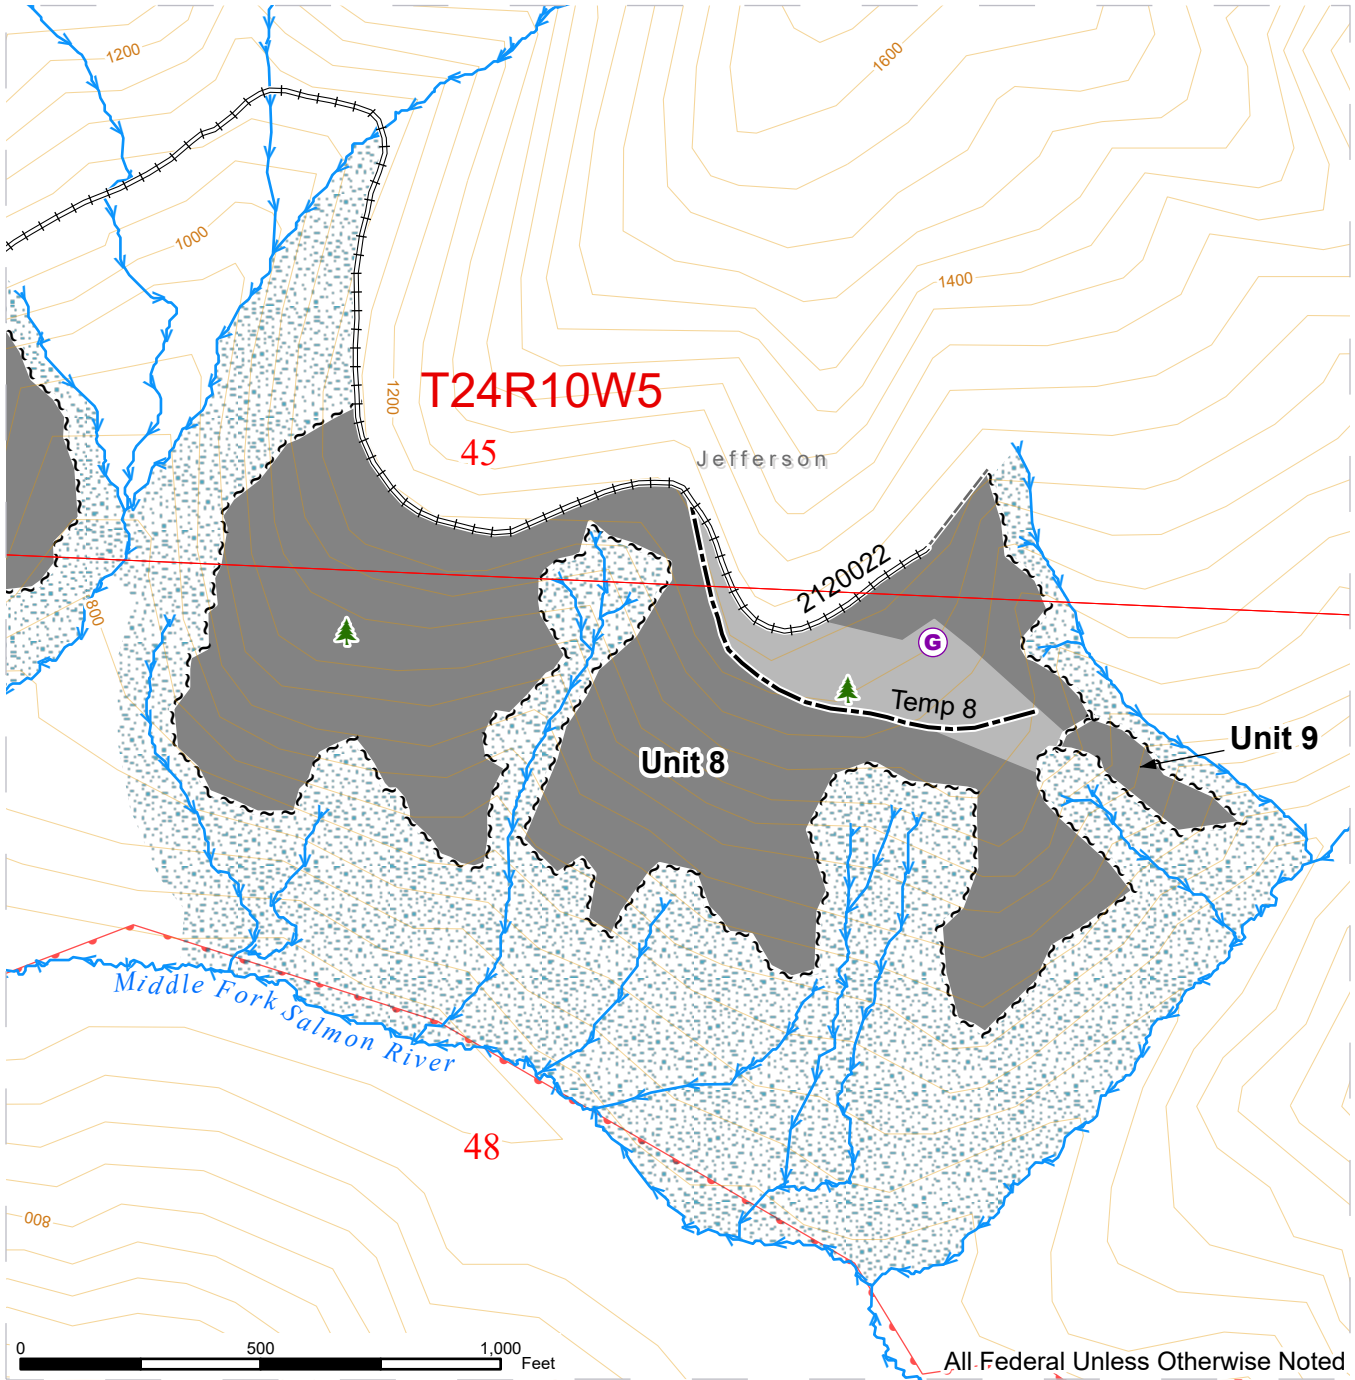 1200
1600
1000
1400
1200
T24R10W5
45
Jefferson
2120022
800
G
Temp 8
Unit 8
Unit 9
Middle Fork Salmon River
48
800
0 500 1,000
Feet
All Federal Unless Otherwise Noted